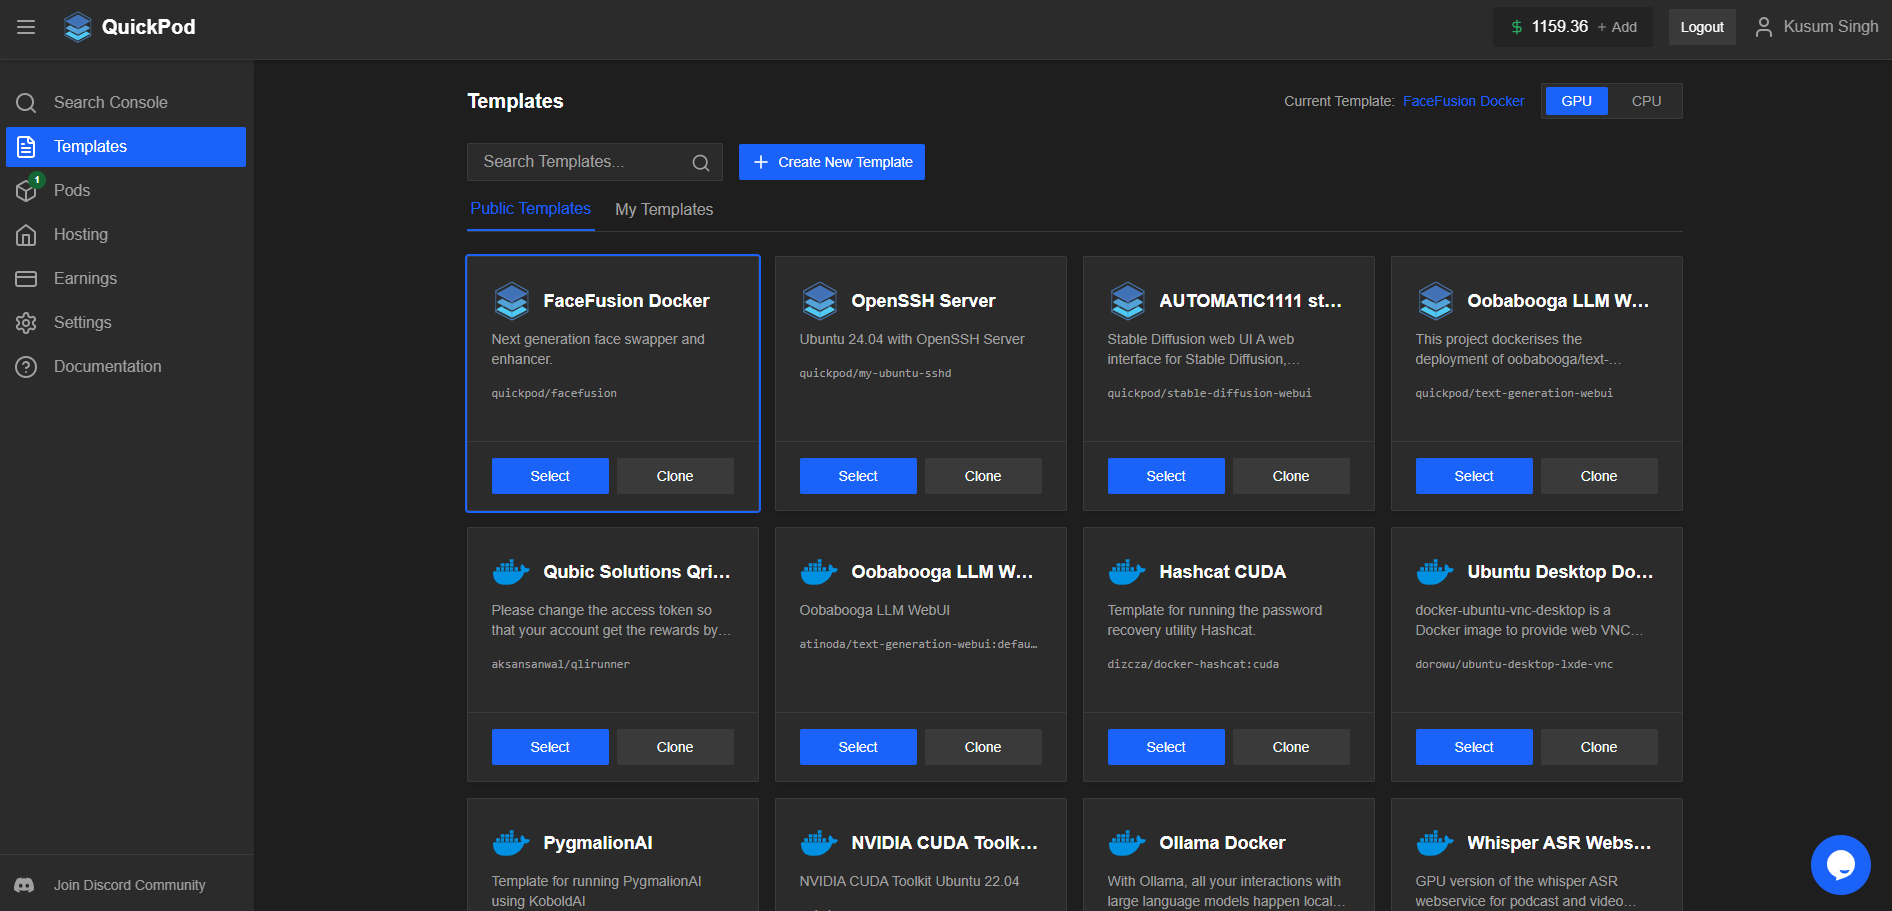 QuickPod
$ 1159.36 + Add
Logout
Kusum Singh
Search Console
Templates
1
Pods
Hosting
Earnings
Settings
Documentation
Join Discord Community
Templates
Current Template: FaceFusion Docker
GPU
CPU
Search Templates...
+ Create New Template
Public Templates
My Templates
FaceFusion Docker
Next generation face swapper and
enhancer.
quickpod/facefusion
Select
Clone
OpenSSH Server
Ubuntu 24.04 with OpenSSH Server
quickpod/my-ubuntu-sshd
Select
Clone
AUTOMATIC1111 st...
Stable Diffusion web UI A web
interface for Stable Diffusion,...
quickpod/stable-diffusion-webui
Select
Clone
Oobabooga LLM W...
This project dockerises the
deployment of oobabooga/text-...
quickpod/text-generation-webui
Select
Clone
Qubic Solutions Qri...
Please change the access token so
that your account get the rewards by...
aksansanwal/qlirunner
Select
Clone
Oobabooga LLM W...
Oobabooga LLM WebUI
atinoda/text-generation-webui:defau...
Select
Clone
Hashcat CUDA
Template for running the password
recovery utility Hashcat.
dizcza/docker-hashcat:cuda
Select
Clone
Ubuntu Desktop Do...
docker-ubuntu-vnc-desktop is a
Docker image to provide web VNC...
dorowu/ubuntu-desktop-lxde-vnc
Select
Clone
PygmalionAI
Template for running PygmalionAI
using KoboldAI
NVIDIA CUDA Toolk...
NVIDIA CUDA Toolkit Ubuntu 22.04
Ollama Docker
With Ollama, all your interactions with
large language models happen local...
Whisper ASR Webs...
GPU version of the whisper ASR
webservice for podcast and video...